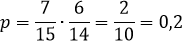 p = 7/15 · 6/14 = 2/10 = 0,2